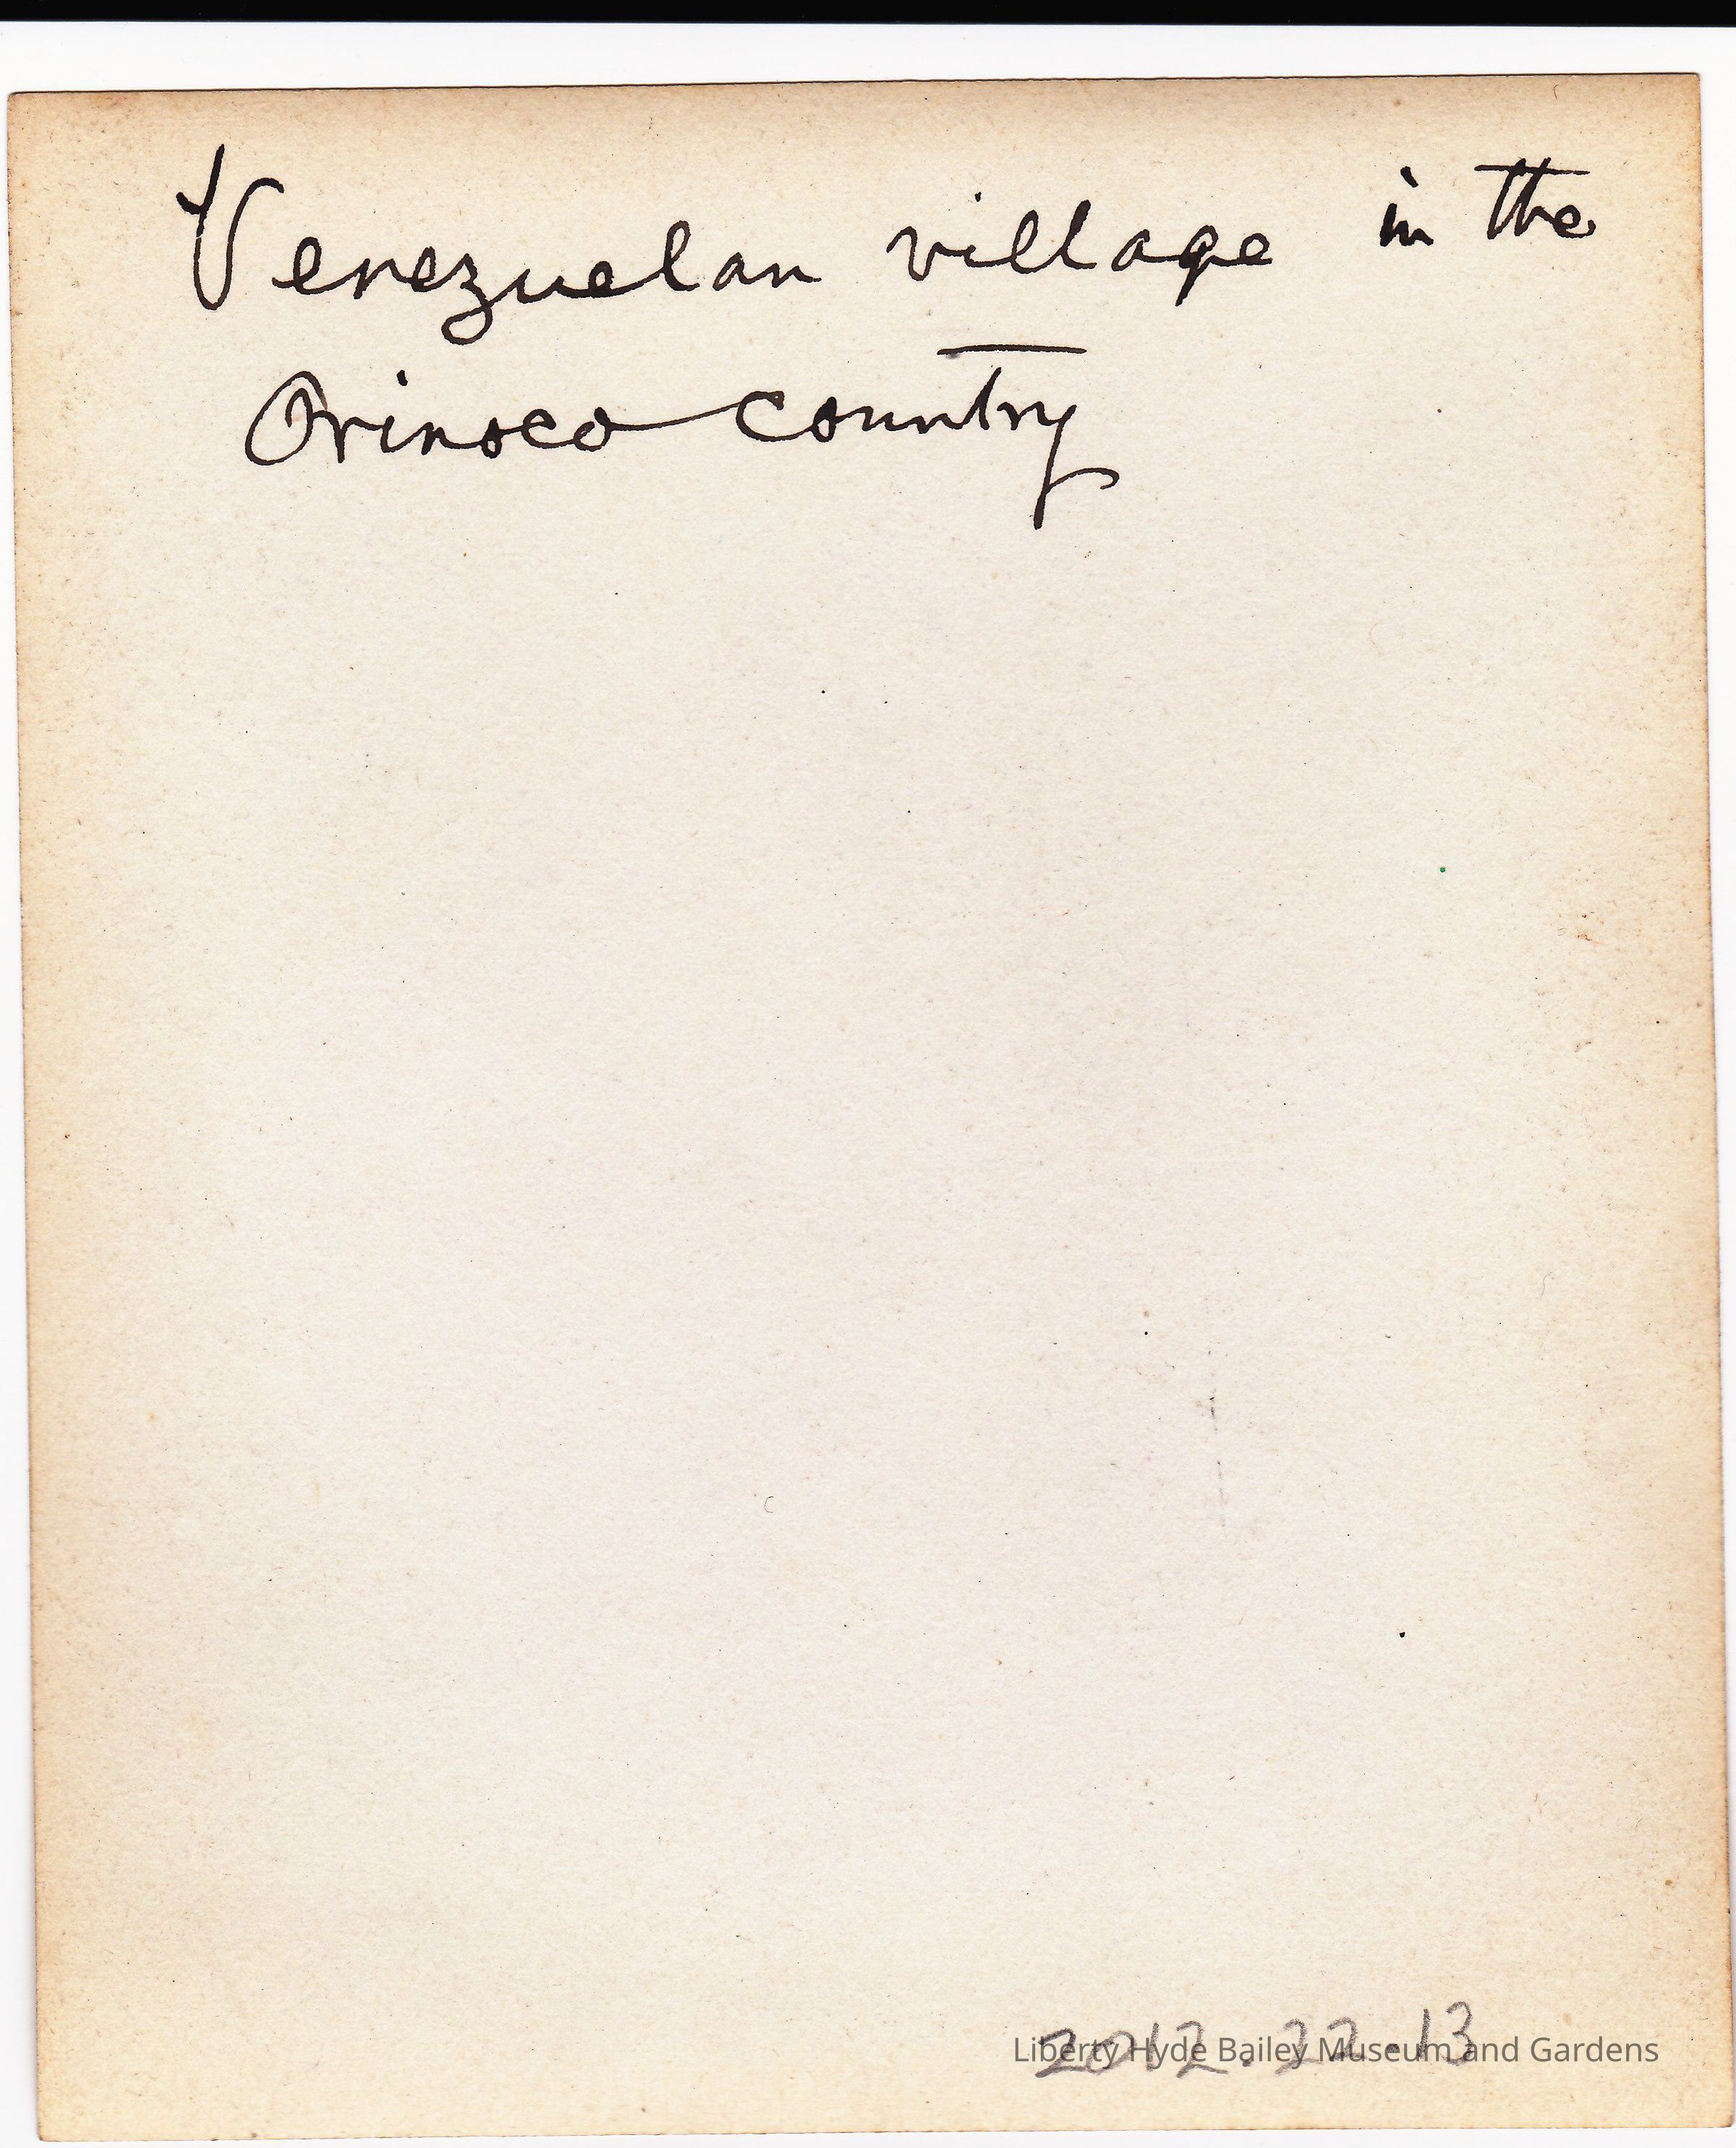 Venezuelan village in the
Orinoco country
2012.22.13
Liberty Hyde Bailey Museum and Gardens